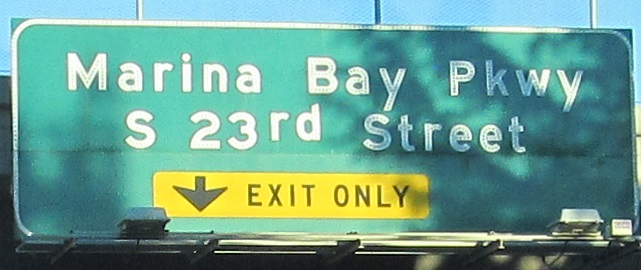 Marina Bay Pkwy
S 23rd Street
EXIT ONLY